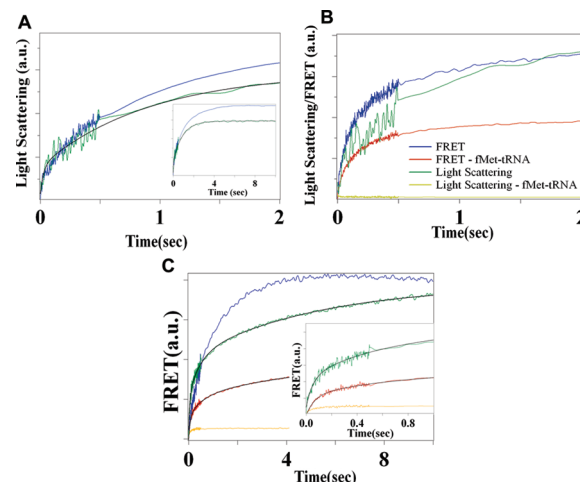 A
Light Scattering (a.u.)
0
10
Time (sec)
0
1
2
Time(sec)
B
Light Scattering/FRET (a.u.)
FRET
FRET - fMet-tRNA
Light Scattering
Light Scattering - fMet-tRNA
0
1
2
Time(sec)
C
FRET(a.u.)
FRET(a.u.)
0.0
0.4
0.8
Time(sec)
0
4
8
Time(sec)